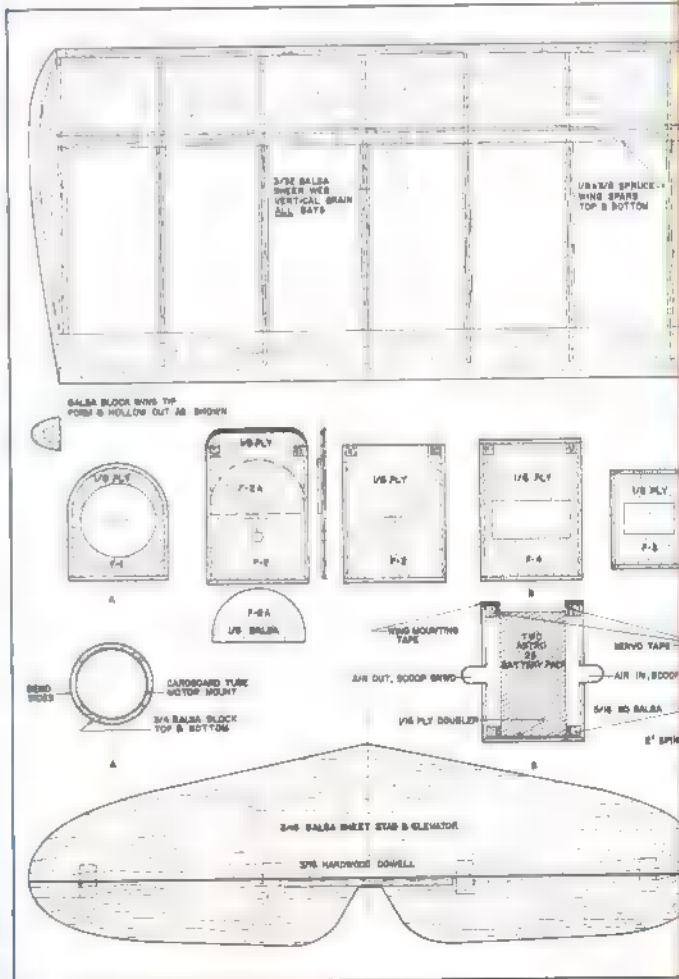 3/32 BALSA
SHEER WEB
VERTICAL GRAIN
ALL BAYS
1/8 x 3/8 SPRUCE
WING SPARS
TOP & BOTTOM
BALSA BLOCK WING TIP
FORM & HOLLOW OUT AS SHOWN
1/8 PLY
F-1
A
1/8 PLY
F-2A
F-2
F-2A
1/8 BALSA
1/8 PLY
1/8 PLY
F-4
B
1/8 PLY
BEND
SIDES
CARDBOARD TUBE
MOTOR MOUNT
3/4 BALSA BLOCK
TOP & BOTTOM
A
WING MOUNTING
TAPE
TWO
ASTRO
25
BATTERY PACK
SERVO TAPE
AIR OUT, SCOOP
AIR IN, SCOOP
1/16 PLY DOUBLER
5/16 SQ BALSA
B
3/16 BALSA SHEET STAB & ELEVATOR
3/16 HARDWOOD DOWELL